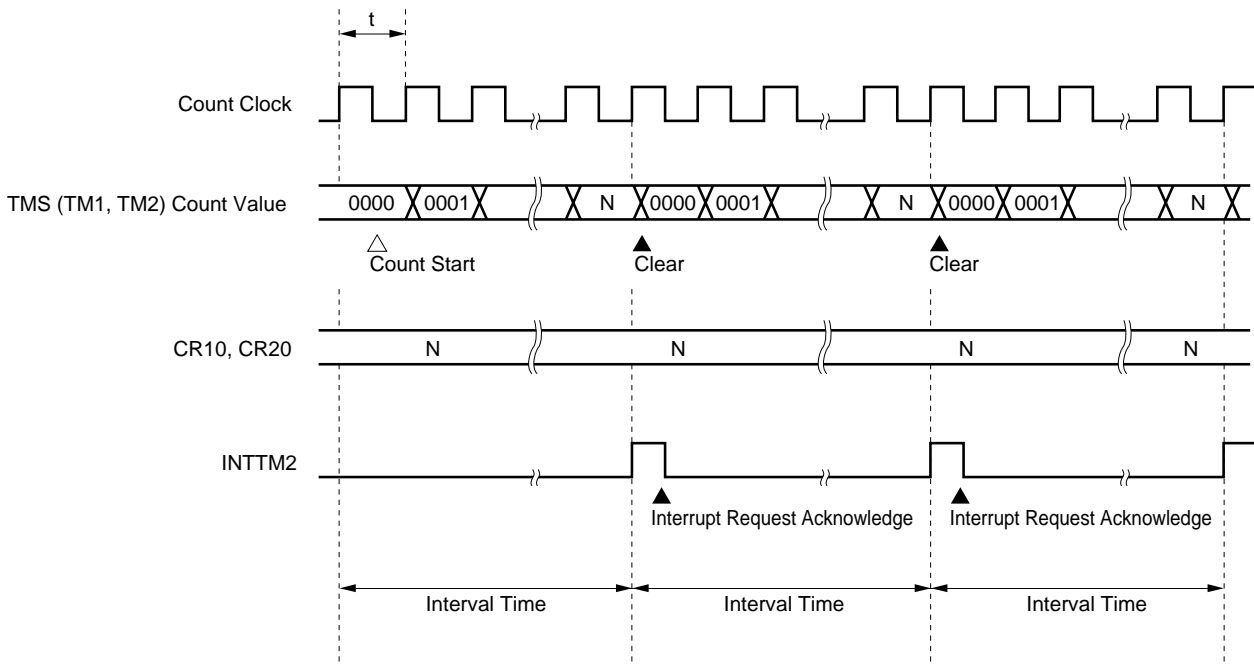 t
Count Clock
TMS (TM1, TM2) Count Value 0000 0001 N 0000 0001 N 0000 0001 N
Count Start Clear Clear
CR10, CR20 N N N N
INTTM2
Interrupt Request Acknowledge Interrupt Request Acknowledge
Interval Time Interval Time Interval Time